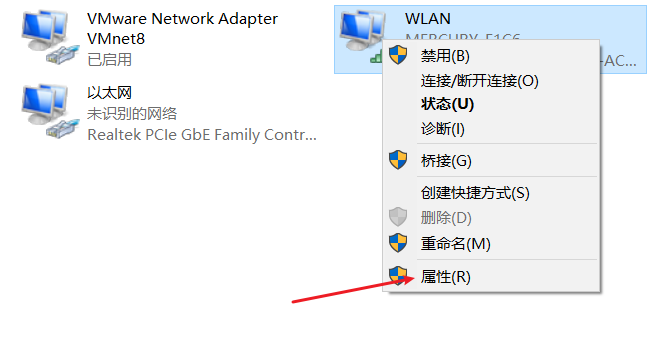 VMware Network Adapter
VMnet8
已启用
以太网
未识别的网络
Realtek PCIe GbE Family Contr...
WLAN
-AC...
禁用(B)
连接/断开连接(O)
状态(U)
诊断(I)
桥接(G)
创建快捷方式(S)
删除(D)
重命名(M)
属性(R)